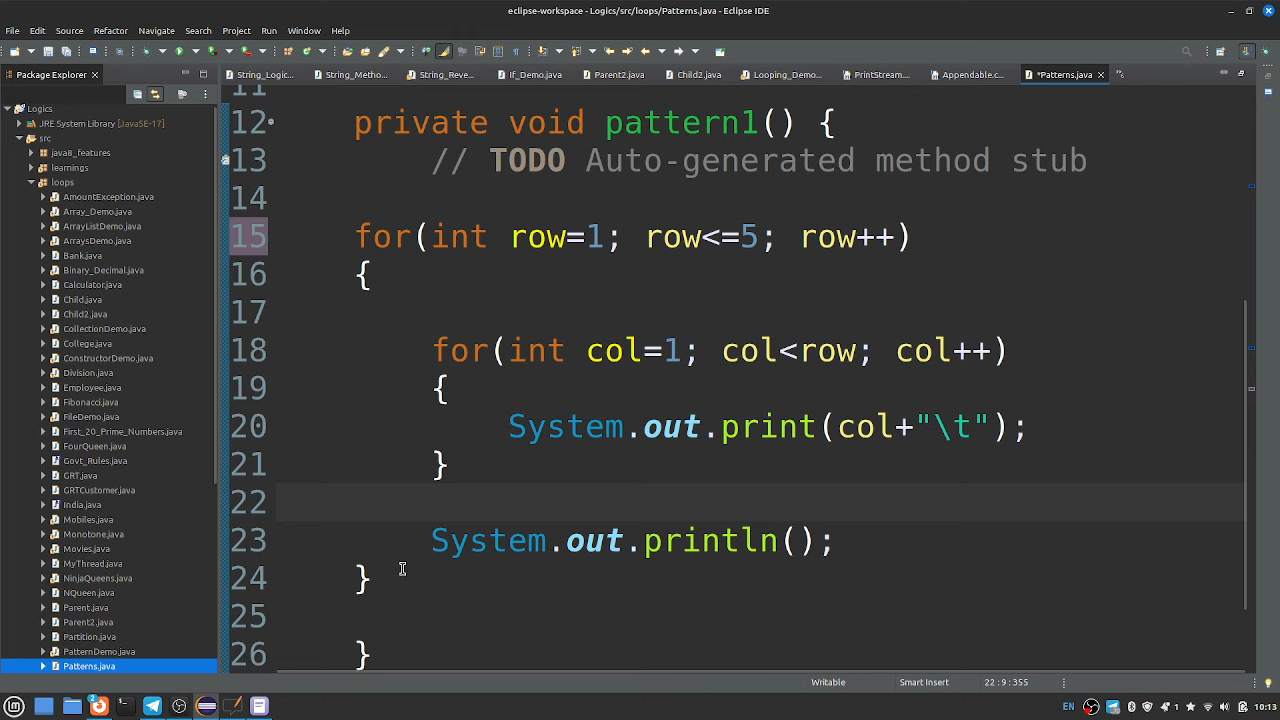 eclipse-workspace - Logics/src/loops/Patterns.java - Eclipse IDE
File Edit Source Refactor Navigate Search Project Run Window Help
Package Explorer
String_Logic...
String_Metho...
String_Reve...
If_Demo.java
Parent2.java
Child2.java
Looping_Demo...
PrintStream....
Appendable.c...
*Patterns.java
Logics
JRE System Library [JavaSE-17]
src
java8_features
learnings
loops
AmountException.java
Array_Demo.java
ArrayListDemo.java
ArraysDemo.java
Bank.java
Binary_Decimal.java
Calculator.java
Child.java
Child2.java
CollectionDemo.java
College.java
ConstructorDemo.java
Division.java
Employee.java
Fibonacci.java
FileDemo.java
First_20_Prime_Numbers.java
FourQueen.java
Govt_Rules.java
GRT.java
GRTCustomer.java
India.java
Mobiles.java
Monotone.java
Movies.java
MyThread.java
NinjaQueens.java
NQueen.java
Parent.java
Parent2.java
Partition.java
PatternDemo.java
Patterns.java
11
12 private void pattern1() {
13 // TODO Auto-generated method stub
14
15 for(int row=1; row<=5; row++)
16 {
17
18 for(int col=1; col<row; col++)
19 {
20 System.out.print(col+"\t");
21 }
22
23 System.out.println();
24 }
25
26 }
Writable Smart Insert 22:9:355
2 EN 1 10:13